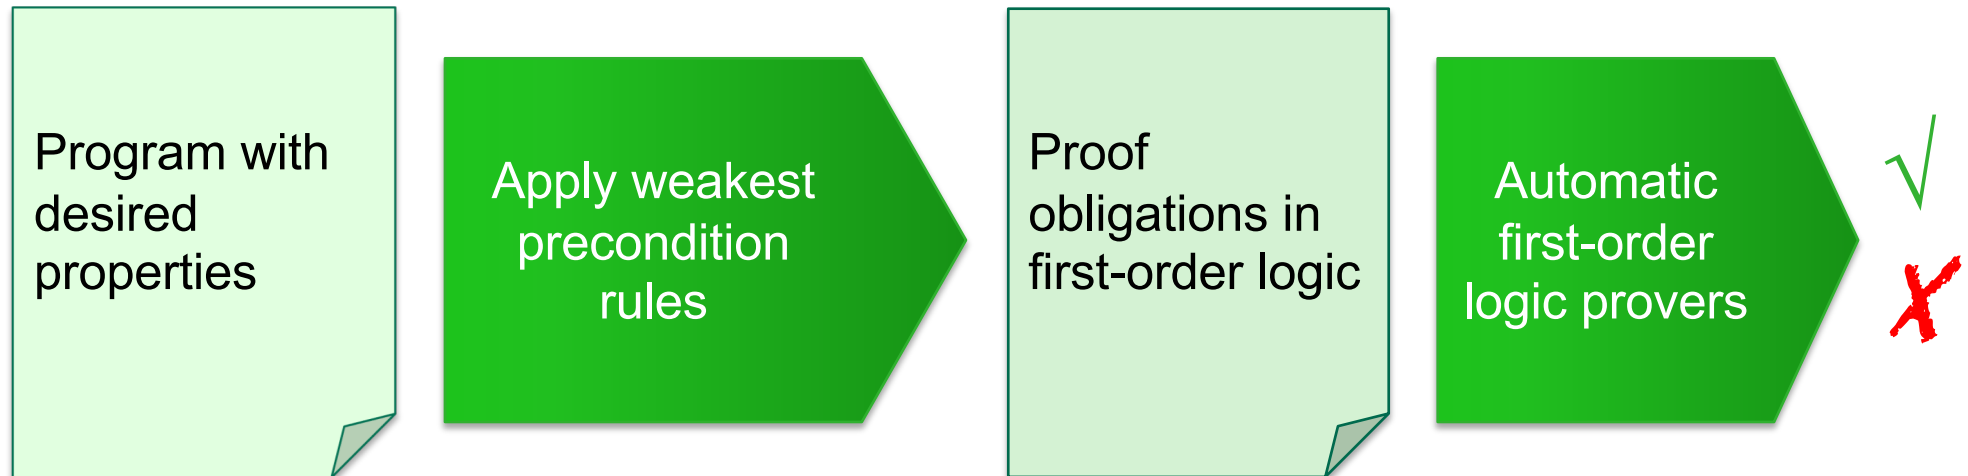 Program with
desired
properties
Apply weakest
precondition
rules
Proof
obligations in
first-order logic
Automatic
first-order
logic provers
√
✗